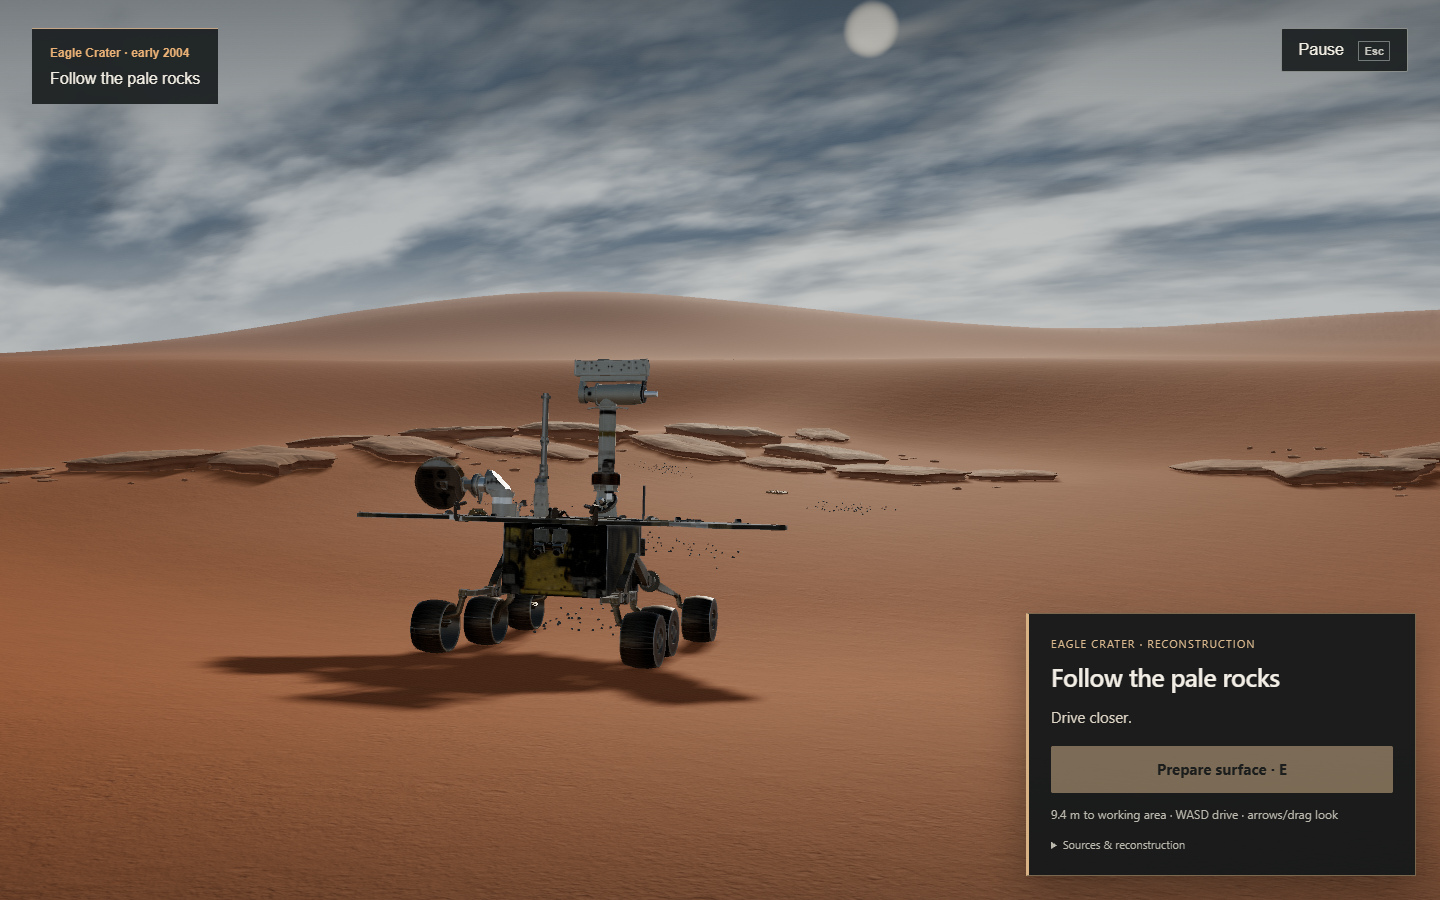 Eagle Crater · early 2004
Follow the pale rocks
Pause Esc
EAGLE CRATER · RECONSTRUCTION
Follow the pale rocks
Drive closer.
Prepare surface · E
9.4 m to working area · WASD drive · arrows/drag look
Sources & reconstruction